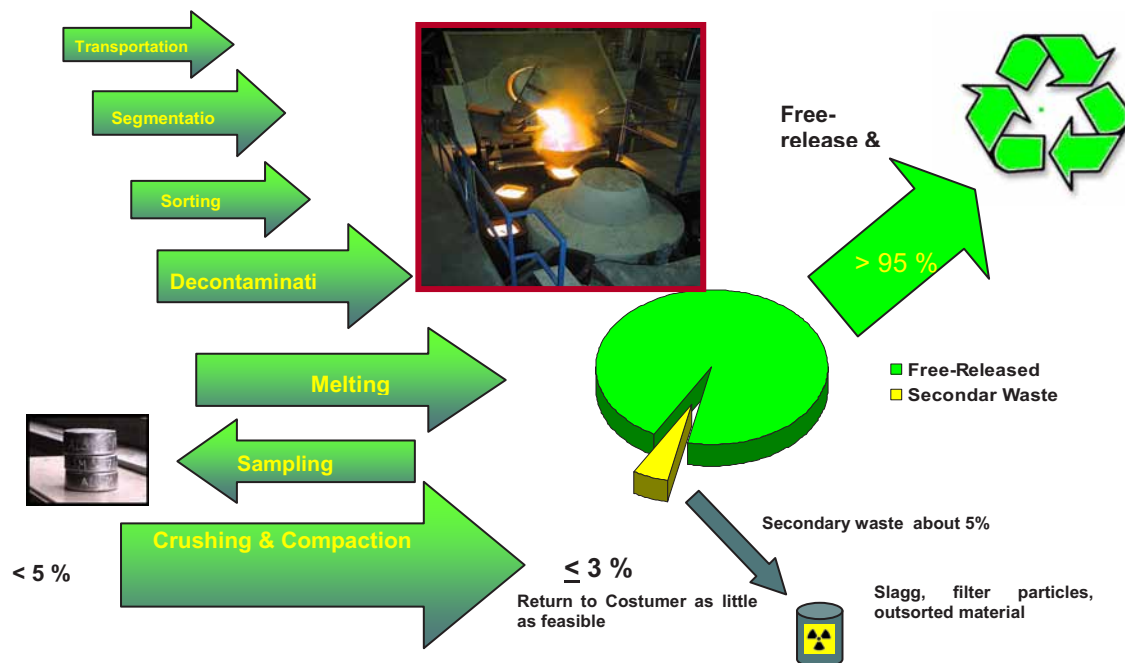 Transportation
Segmentatio
Sorting
Decontaminati
Melting
Sampling
Crushing & Compaction
< 5 %
≤ 3 %
Return to Costumer as little
as feasible
Free-
release &
> 95 %
Free-Released
Secondar Waste
Secondary waste about 5%
Slagg, filter particles,
outsorted material